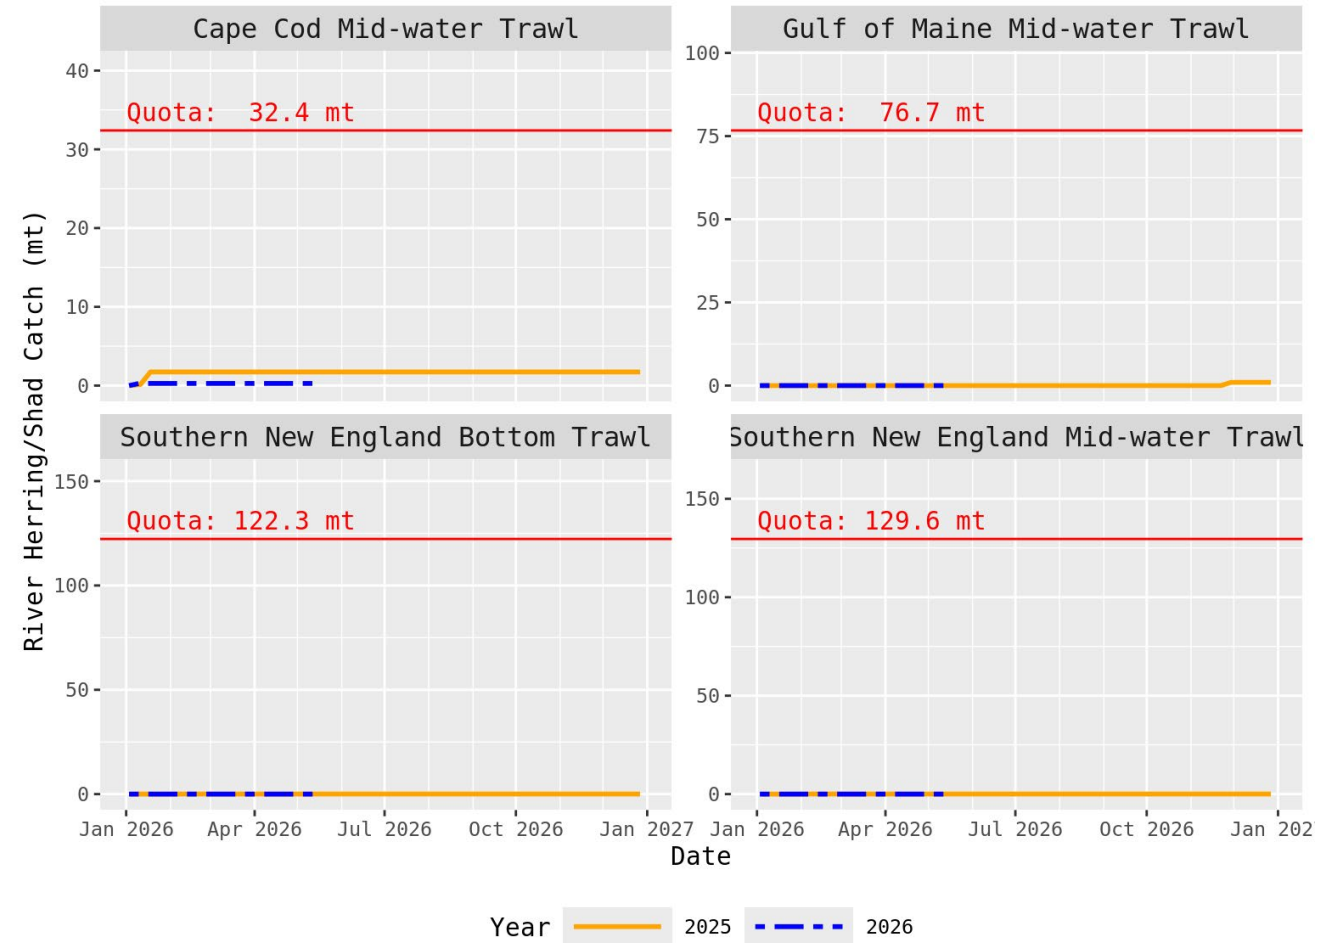 Cape Cod Mid-water Trawl
Gulf of Maine Mid-water Trawl
River Herring/Shad Catch (mt)
40
30
20
10
0
Quota:  32.4 mt
100
75
50
25
0
Quota:  76.7 mt
Southern New England Bottom Trawl
Southern New England Mid-water Trawl
150
100
50
0
Quota: 122.3 mt
150
100
50
0
Quota: 129.6 mt
Jan 2026 Apr 2026 Jul 2026 Oct 2026 Jan 2027
Jan 2026 Apr 2026 Jul 2026 Oct 2026 Jan 202
Date
Year 2025 2026